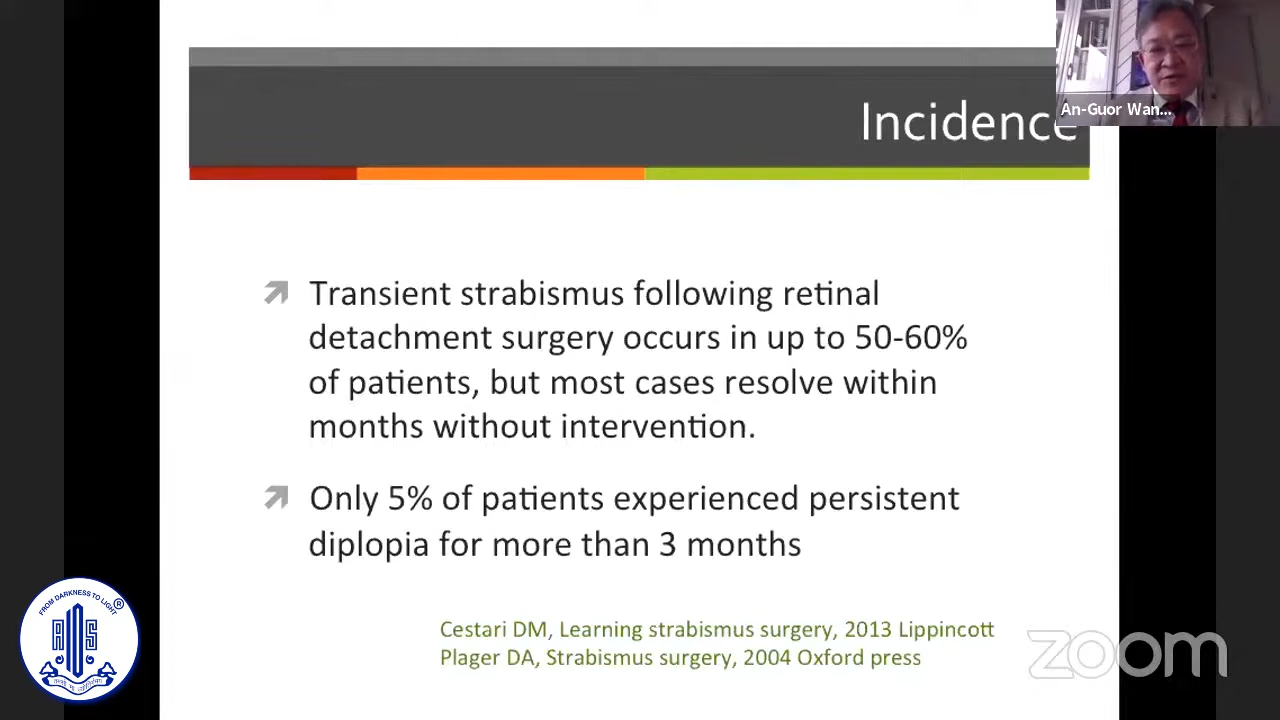 An-Guor Wan...
Incidence
Transient strabismus following retinal
detachment surgery occurs in up to 50-60%
of patients, but most cases resolve within
months without intervention.
Only 5% of patients experienced persistent
diplopia for more than 3 months
Cestari DM, Learning strabismus surgery, 2013 Lippincott
Plager DA, Strabismus surgery, 2004 Oxford press
FROM DARKNESS TO LIGHT
®
zoom